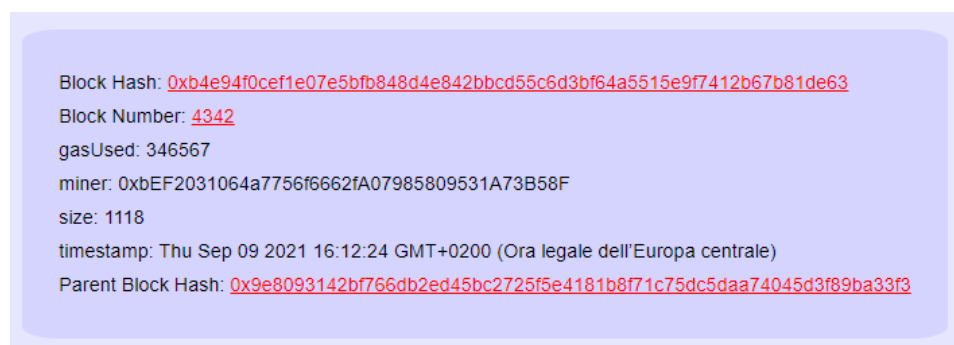 Block Hash: 0xb4e94f0cef1e07e5bfb848d4e842bbcd55c6d3bf64a5515e9f7412b67b81de63
Block Number: 4342
gasUsed: 346567
miner: 0xbEF2031064a7756f6662fA07985809531A73B58F
size: 1118
timestamp: Thu Sep 09 2021 16:12:24 GMT+0200 (Ora legale dell’Europa centrale)
Parent Block Hash: 0x9e8093142bf766db2ed45bc2725f5e4181b8f71c75dc5daa74045d3f89ba33f3